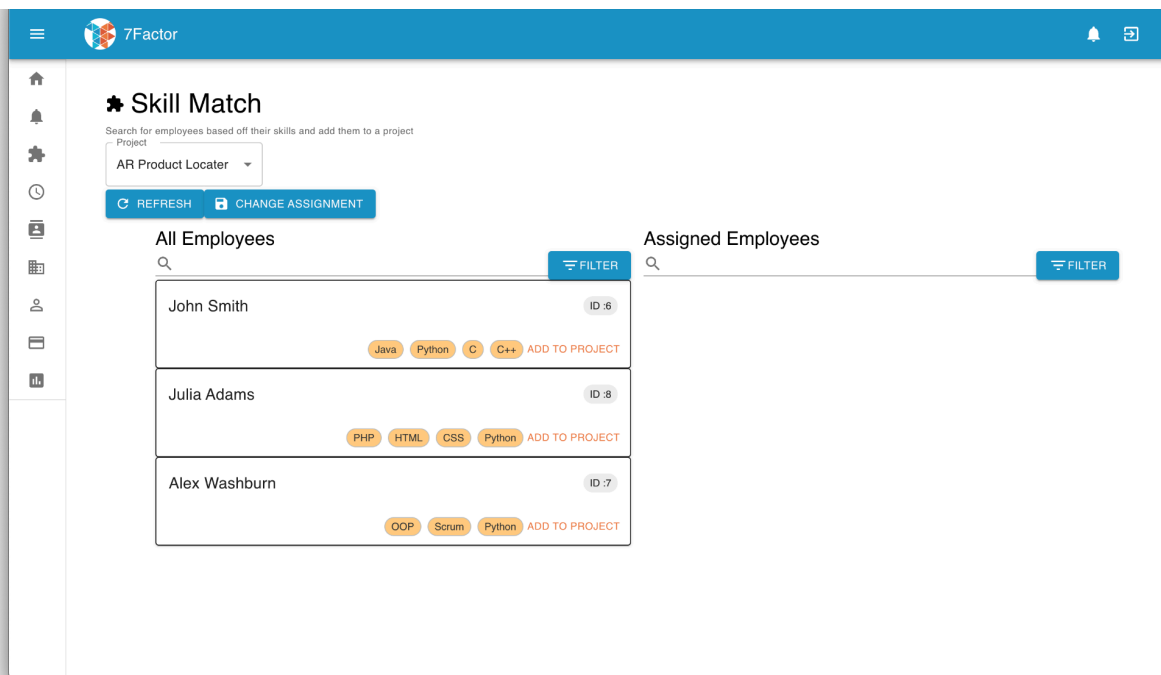 7Factor
Skill Match
Search for employees based off their skills and add them to a project
Project
AR Product Locater
REFRESH
CHANGE ASSIGNMENT
All Employees
FILTER
John Smith
ID :6
Java Python C C++ ADD TO PROJECT
Julia Adams
ID :8
PHP HTML CSS Python ADD TO PROJECT
Alex Washburn
ID :7
OOP Scrum Python ADD TO PROJECT
Assigned Employees
FILTER